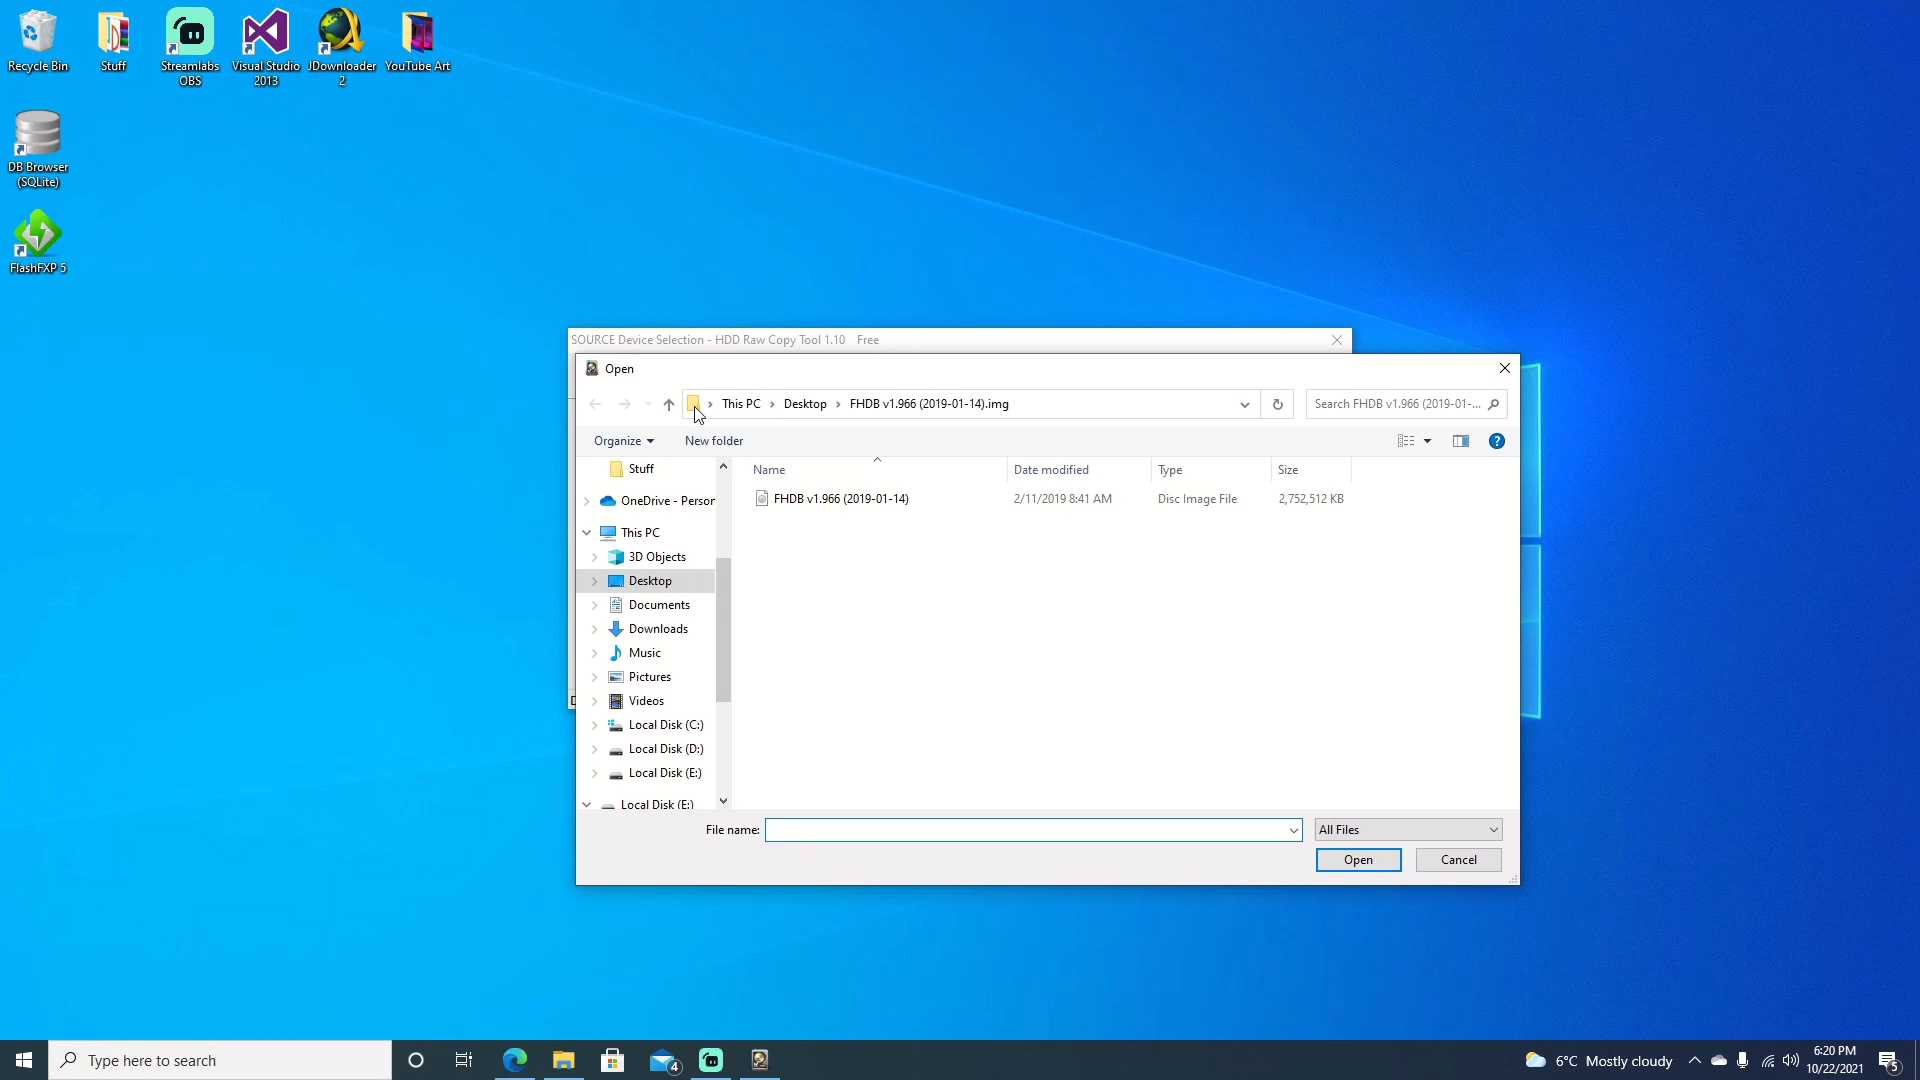 Recycle Bin
Stuff
Streamlabs
OBS
Visual Studio
2013
JDownloader
2
YouTube Art
DB Browser
(SQLite)
FlashFXP 5
SOURCE Device Selection - HDD Raw Copy Tool 1.10 Free
Open
This PC > Desktop > FHDB v1.966 (2019-01-14).img
Search FHDB v1.966 (2019-01-...
Organize
New folder
Stuff
OneDrive - Person
This PC
3D Objects
Desktop
Documents
Downloads
Music
Pictures
Videos
Local Disk (C:)
Local Disk (D:)
Local Disk (E:)
Local Disk (E:)
Name Date modified Type Size
FHDB v1.966 (2019-01-14) 2/11/2019 8:41 AM Disc Image File 2,752,512 KB
File name:
All Files
Open
Cancel
Type here to search
4
6°C Mostly cloudy
6:20 PM
10/22/2021
5